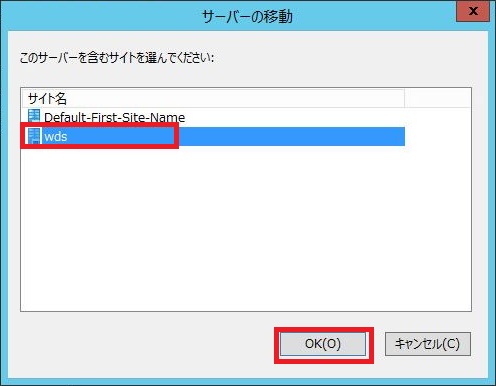 サーバーの移動
x
このサーバーを含むサイトを選んでください:
サイト名
Default-First-Site-Name
wds
OK(O)
キャンセル(C)